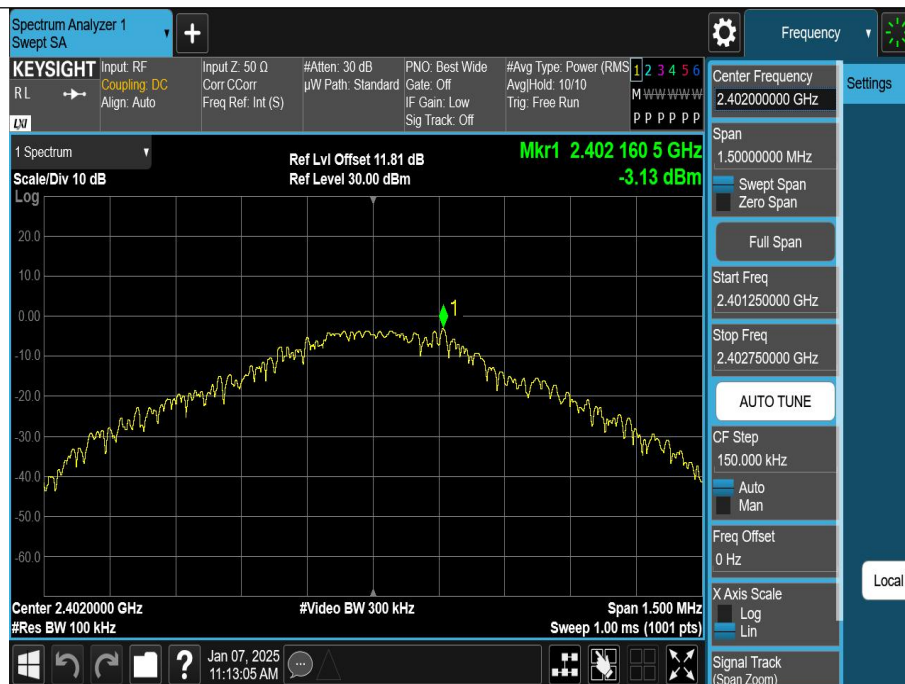 Spectrum Analyzer 1
Swept SA
Frequency
KEYSIGHT
RL
LXI
Input: RF
Coupling: DC
Align: Auto
Input Z: 50 Ω
Corr CCorr
Freq Ref: Int (S)
#Atten: 30 dB
µW Path: Standard
PNO: Best Wide
Gate: Off
IF Gain: Low
Sig Track: Off
#Avg Type: Power (RMS
Avg|Hold: 10/10
Trig: Free Run
1 2 3 4 5 6
M W W W W W
P P P P P P
1 Spectrum
Scale/Div 10 dB
Log
Ref Lvl Offset 11.81 dB
Ref Level 30.00 dBm
Mkr1 2.402 160 5 GHz
-3.13 dBm
20.0
10.0
0.00
-10.0
-20.0
-30.0
-40.0
-50.0
-60.0
1
Center 2.4020000 GHz
#Res BW 100 kHz
#Video BW 300 kHz
Span 1.500 MHz
Sweep 1.00 ms (1001 pts)
?
Jan 07, 2025
11:13:05 AM
Center Frequency
2.402000000 GHz
Span
1.50000000 MHz
Swept Span
Zero Span
Full Span
Start Freq
2.401250000 GHz
Stop Freq
2.402750000 GHz
AUTO TUNE
CF Step
150.000 kHz
Auto
Man
Freq Offset
0 Hz
X Axis Scale
Log
Lin
Signal Track
(Span Zoom)
Settings
Local